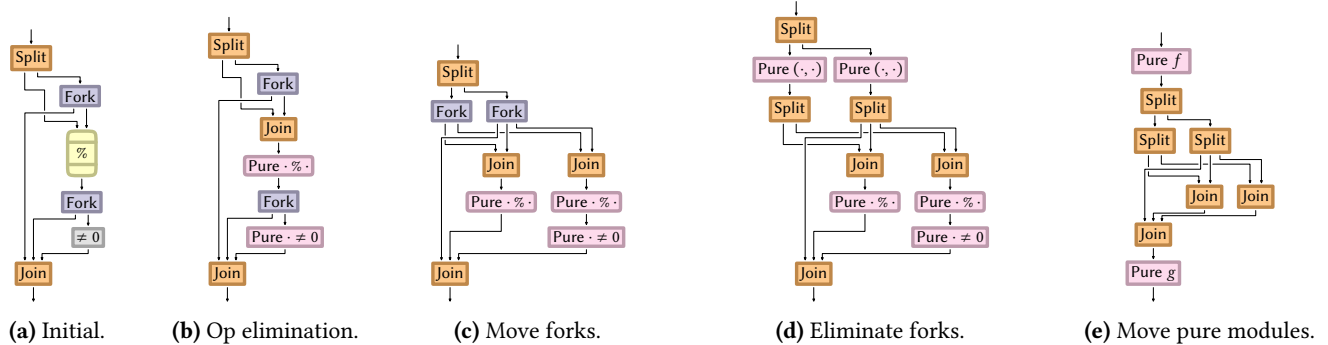 Split
Fork
%
Fork
≠ 0
Join
(a) Initial.
Split
Fork
Join
Pure · % ·
Fork
Pure · ≠ 0
Join
(b) Op elimination.
Split
Fork Fork
Join Join
Pure · % · Pure · % ·
Pure · ≠ 0
Join
(c) Move forks.
Split
Pure (·, ·) Pure (·, ·)
Split Split
Join Join
Pure · % · Pure · % ·
Pure · ≠ 0
Join
(d) Eliminate forks.
Pure f
Split
Split Split
Join Join
Join
Pure g
(e) Move pure modules.